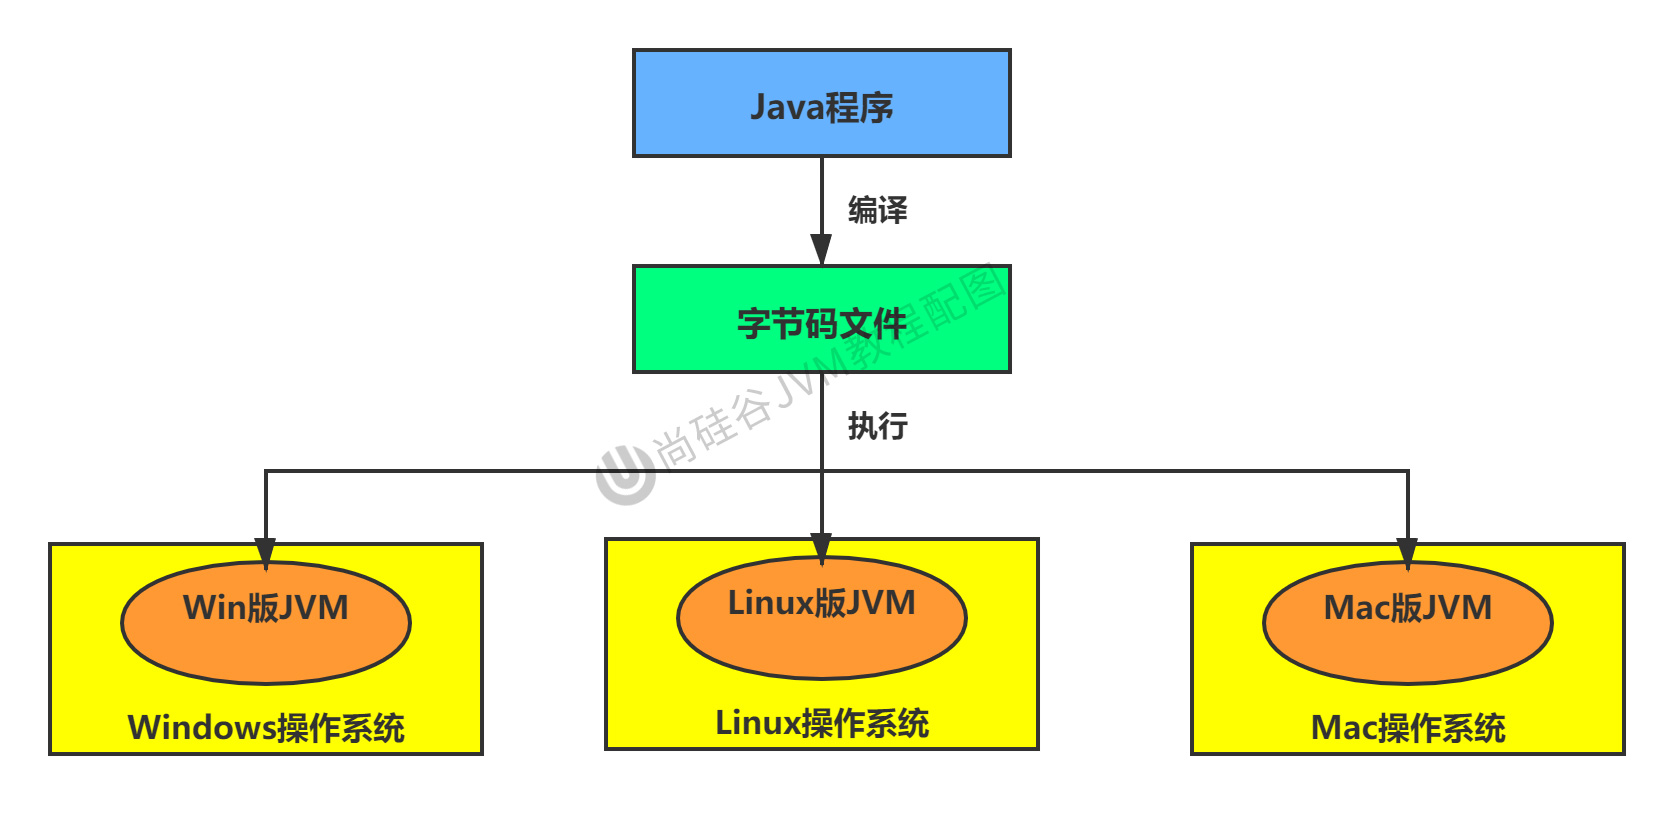 Java程序
编译
字节码文件
尚硅谷JVM教程配图
执行
Win版JVM
Linux版JVM
Mac版JVM
Windows操作系统
Linux操作系统
Mac操作系统